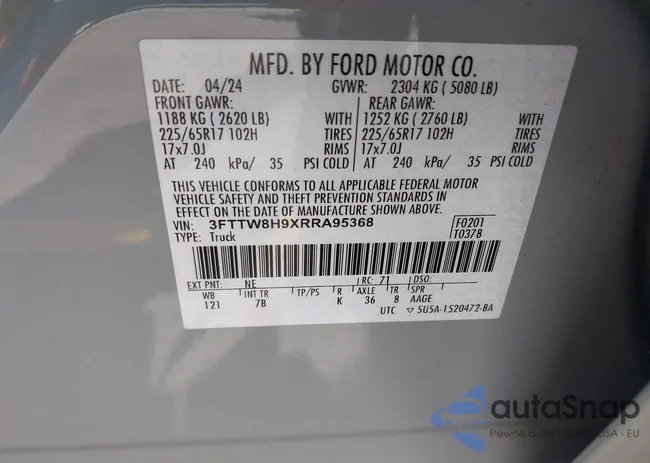 MFD. BY FORD MOTOR CO.
DATE: 04/24 GVWR: 2304 KG ( 5080 LB)
FRONT GAWR: REAR GAWR:
1188 KG ( 2620 LB) WITH 1252 KG ( 2760 LB) WITH
225/65R17 102H TIRES 225/65R17 102H TIRES
17x7.0J RIMS 17x7.0J RIMS
AT 240 kPa/ 35 PSI COLD AT 240 kPa/ 35 PSI COLD
THIS VEHICLE CONFORMS TO ALL APPLICABLE FEDERAL MOTOR
VEHICLE SAFETY AND THEFT PREVENTION STANDARDS IN
EFFECT ON THE DATE OF MANUFACTURE SHOWN ABOVE.
VIN: 3FTTW8H9XRRA95368 F0201
TYPE: Truck T0378
EXT PNT: NE RC: 71 DSO:
WB INT TR TP/PS R AXLE TR SPR
121 7B K 36 8 AAGE
UTC ▽ 5U5A-1520472-BA
autaSnap
Pewne auta USA · EU